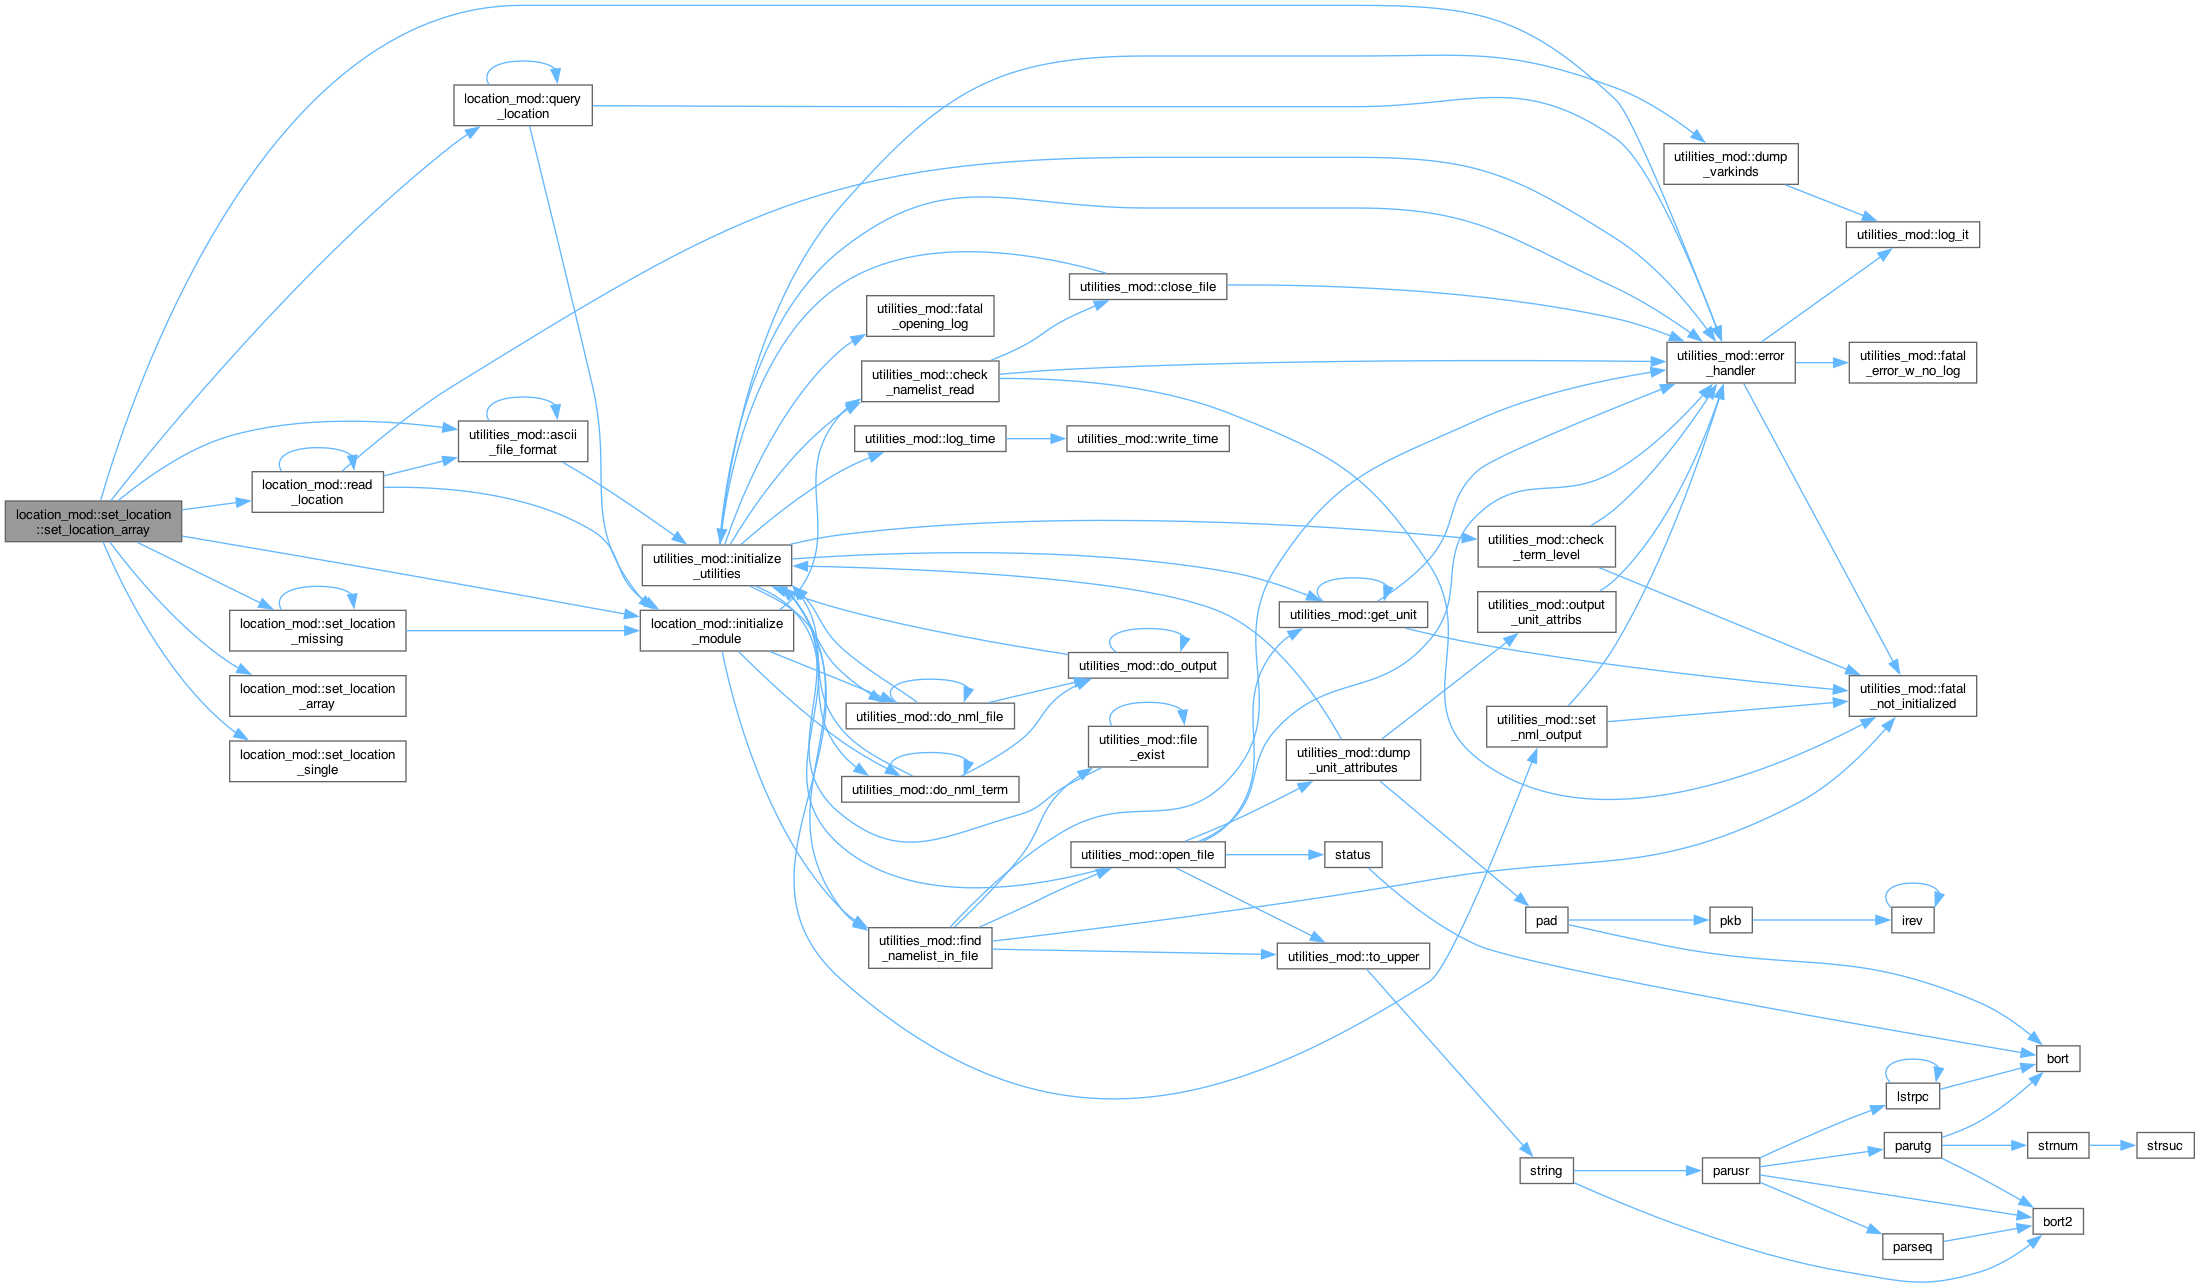 location_mod::set_location
::set_location_array
location_mod::query
_location
location_mod::read
_location
utilities_mod::ascii
_file_format
location_mod::set_location
_missing
location_mod::set_location
_array
location_mod::set_location
_single
utilities_mod::initialize
_utilities
location_mod::initialize
_module
utilities_mod::fatal
_opening_log
utilities_mod::check
_namelist_read
utilities_mod::log_time
utilities_mod::do_nml_file
utilities_mod::do_nml_term
utilities_mod::find
_namelist_in_file
utilities_mod::close_file
utilities_mod::write_time
utilities_mod::do_output
utilities_mod::file
_exist
utilities_mod::open_file
utilities_mod::get_unit
utilities_mod::dump
_unit_attributes
status
utilities_mod::to_upper
utilities_mod::check
_term_level
utilities_mod::output
_unit_attribs
utilities_mod::set
_nml_output
pad
string
utilities_mod::dump
_varkinds
utilities_mod::error
_handler
pkb
parusr
utilities_mod::log_it
utilities_mod::fatal
_error_w_no_log
utilities_mod::fatal
_not_initialized
irev
lstrpc
parutg
parseq
bort
strnum
bort2
strsuc